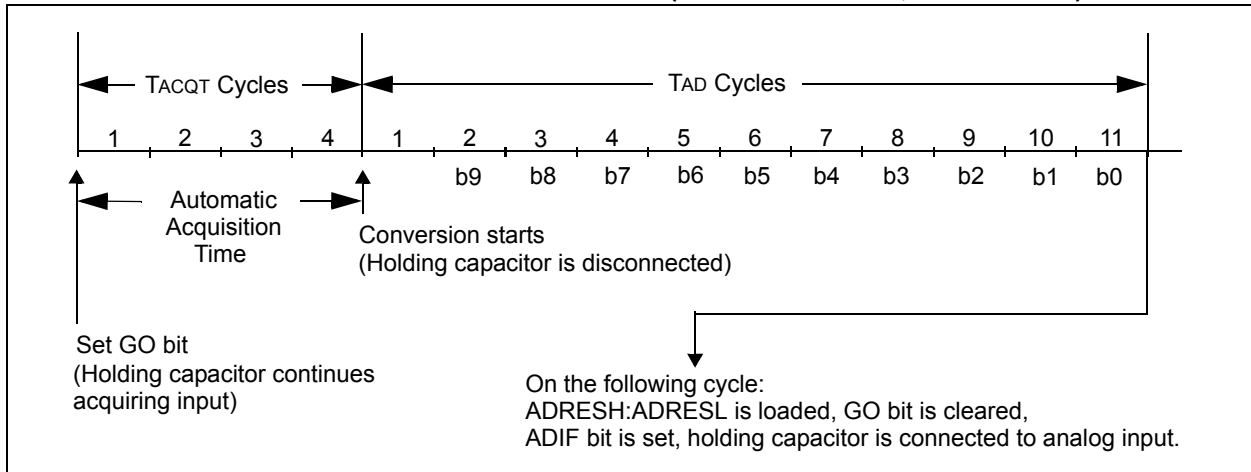 TACQT Cycles
TAD Cycles
1 2 3 4 1 2 3 4 5 6 7 8 9 10 11
b9 b8 b7 b6 b5 b4 b3 b2 b1 b0
Automatic
Acquisition
Time
Conversion starts
(Holding capacitor is disconnected)
Set GO bit
(Holding capacitor continues
acquiring input)
On the following cycle:
ADRESH:ADRESL is loaded, GO bit is cleared,
ADIF bit is set, holding capacitor is connected to analog input.